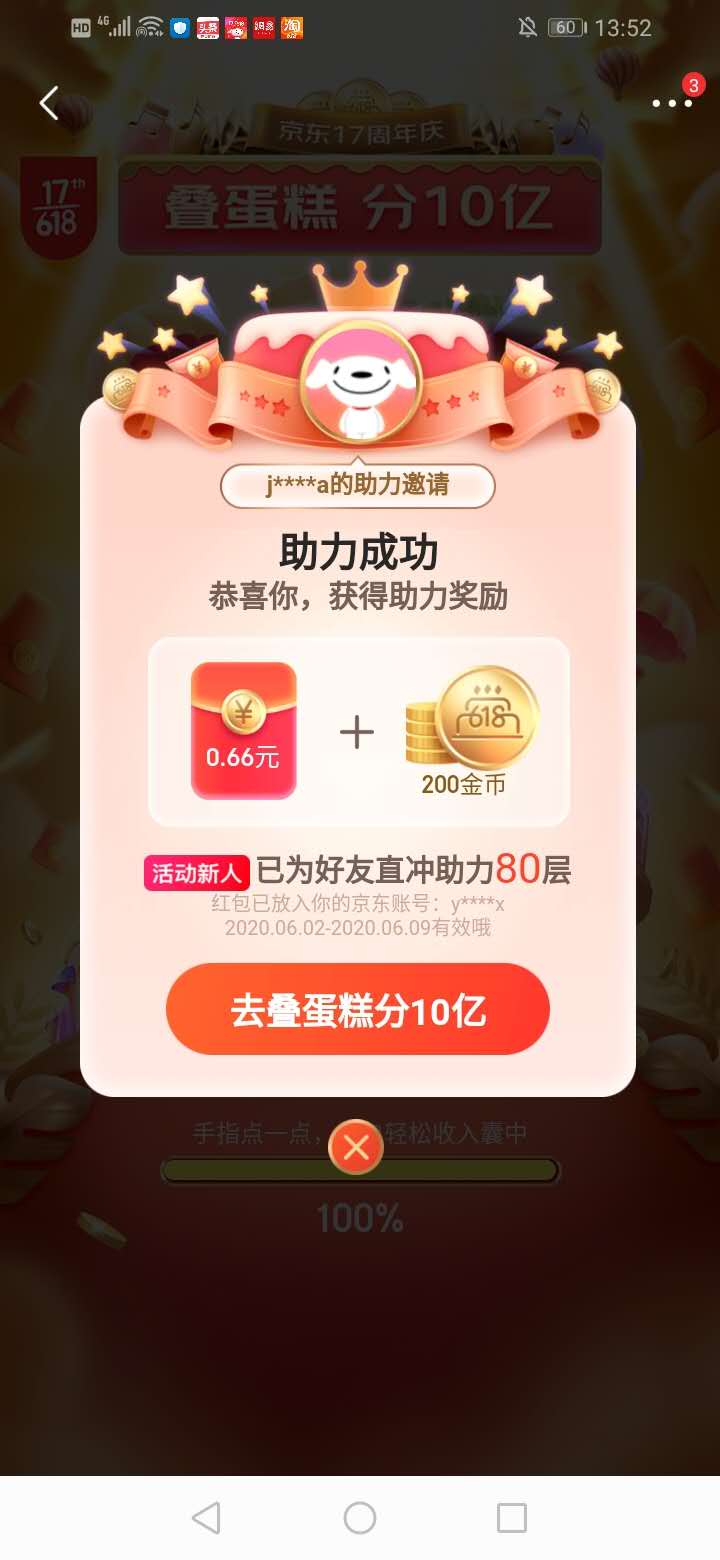 HD 4G 60 13:52
3
京东17周年庆
17th
618
叠蛋糕 分10亿
j****a的助力邀请
助力成功
恭喜你，获得助力奖励
¥
0.66元
+
618
200金币
活动新人 已为好友直冲助力80层
红包已放入你的京东账号：y****x
2020.06.02-2020.06.09有效哦
去叠蛋糕分10亿
手指点一点，轻松收入囊中
100%